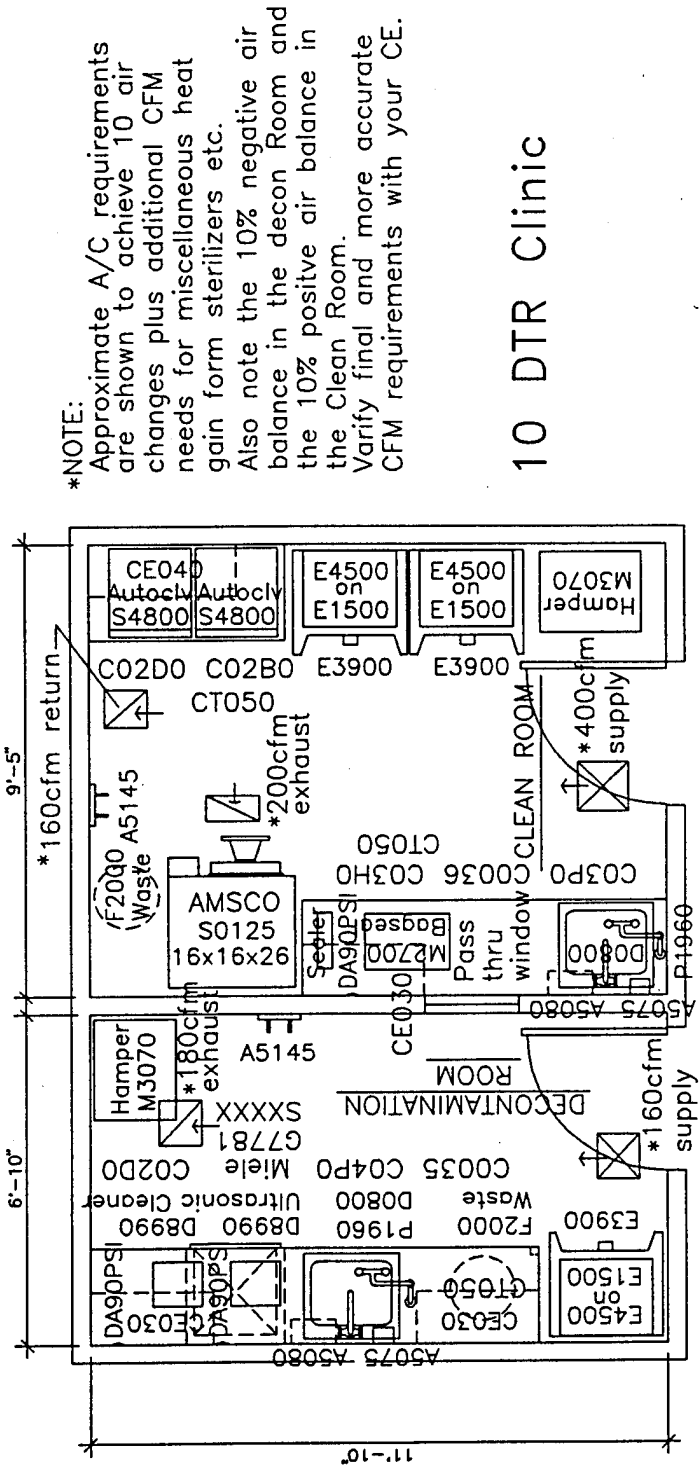 *NOTE:
Approximate A/C requirements
are shown to achieve 10 air
changes plus additional CFM
needs for miscellaneous heat
gain form sterilizers etc.
Also note the 10% negative air
balance in the decon Room and
the 10% positve air balance in
the Clean Room.
Varify final and more accurate
CFM requirements with your CE.
10 DTR Clinic
6'-10"
9'-5"
11'-10"
*160cfm return
CE040
Autoclv
S4800
Autoclv
S4800
E4500
on
E1500
E4500
on
E1500
Hamper
M3070
C02D0
C02B0
CT050
E3900
E3900
A5145
F2000
Waste
*200cfm
exhaust
*400cfm
supply
CLEAN ROOM
AMSCO
S0125
16x16x26
CT050
C03H0
C0036
C03P0
Sealer
DA90PSI
M2700
Bagsed
Pass
thru
window
D0800
P1960
A5080
A5075
CE030
Hamper
M3070
*180cfm
exhaust
A5145
DECONTAMINATION
ROOM
*160cfm
supply
SXXXX
G7781
Miele
C02D0
C04P0
C0035
Ultrasonic Cleaner
D8990
D8990
D0800
P1960
Waste
F2000
E3900
DA90PSI
CE030
DA90PSI
CT050
CE030
E4500
on
E1500
A5080
A5075